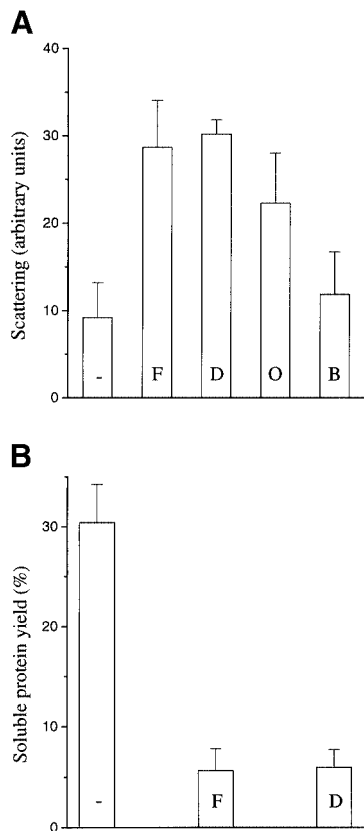 A
40
30
20
10
0
Scattering (arbitrary units)
- F D O B
B
30
20
10
0
Soluble protein yield (%)
- F D